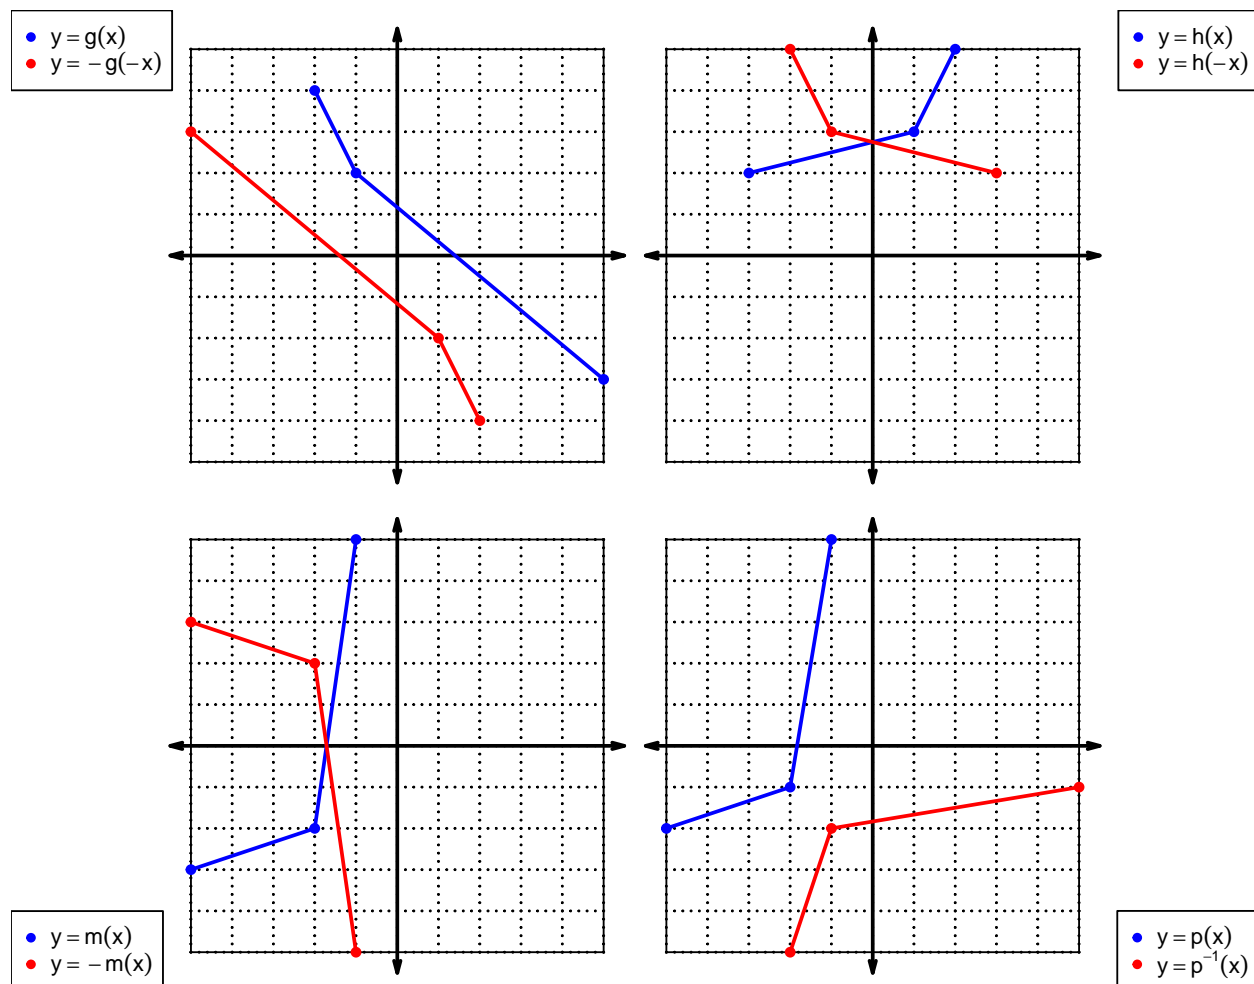 y = g(x)
y = −g(−x)
y = h(x)
y = h(−x)
y = m(x)
y = −m(x)
y = p(x)
y = p⁻¹(x)